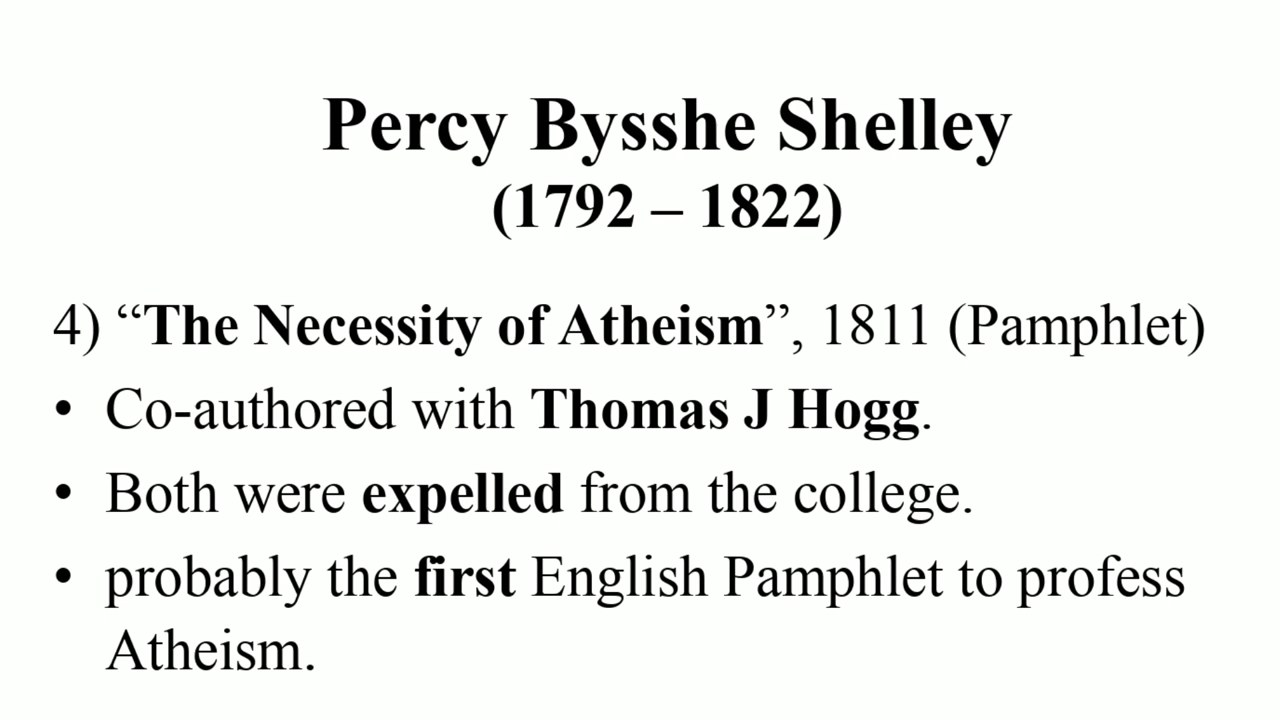 Percy Bysshe Shelley
(1792 – 1822)
4) “The Necessity of Atheism”, 1811 (Pamphlet)
• Co-authored with Thomas J Hogg.
• Both were expelled from the college.
• probably the first English Pamphlet to profess
Atheism.